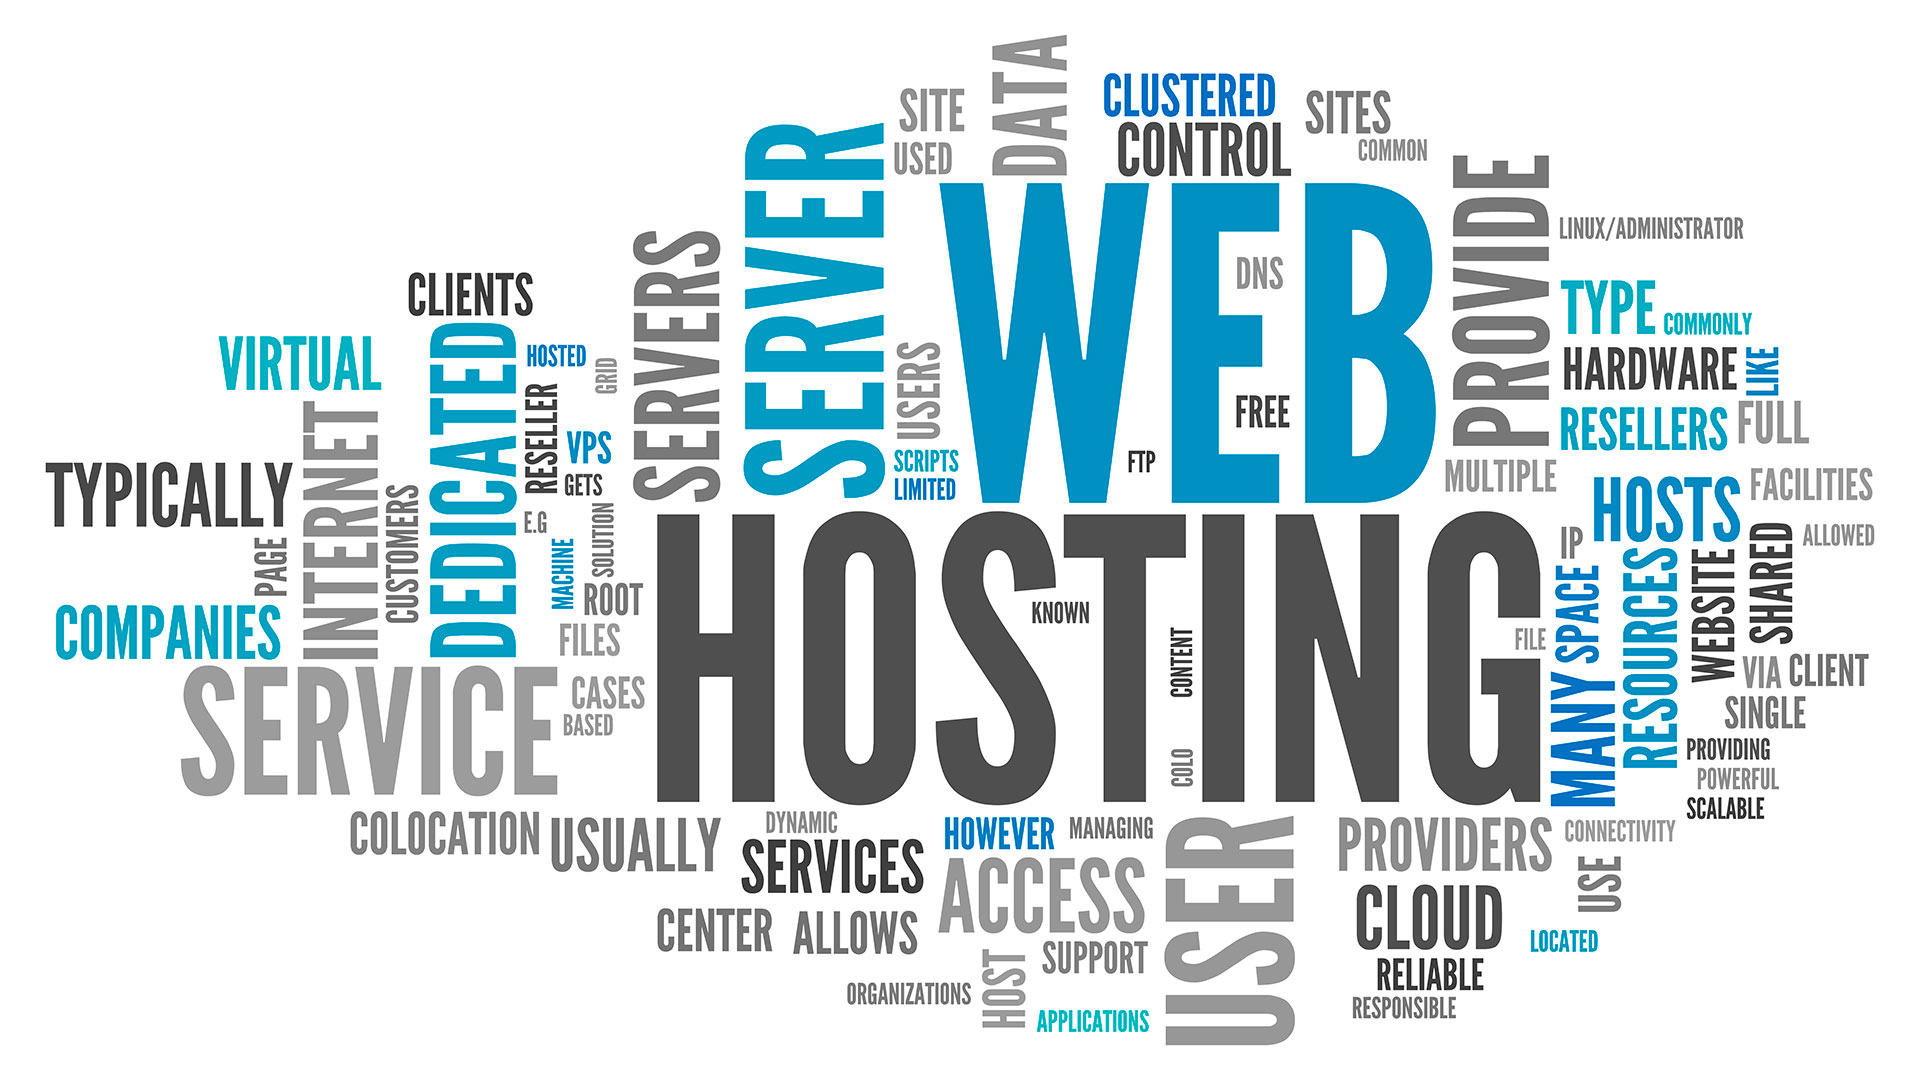 DATA
CLUSTERED
SITE
SITES
CONTROL
COMMON
USED
SERVER
WEB
PROVIDE
LINUX/ADMINISTRATOR
SERVERS
DNS
CLIENTS
TYPE
COMMONLY
VIRTUAL
DEDICATED
HOSTED
GRID
USERS
HARDWARE
LIKE
RESELLER
FREE
RESELLERS
FULL
INTERNET
VPS
SCRIPTS
FTP
TYPICALLY
GETS
LIMITED
MULTIPLE
HOSTS
FACILITIES
CUSTOMERS
E.G
SOLUTION
HOSTING
IP
ALLOWED
PAGE
MACHINE
ROOT
KNOWN
SPACE
RESOURCES
WEBSITE
SHARED
COMPANIES
FILES
CONTENT
FILE
SERVICE
CASES
VIA
CLIENT
BASED
MANY
SINGLE
COLO
PROVIDING
POWERFUL
SCALABLE
COLOCATION
USUALLY
DYNAMIC
HOWEVER
MANAGING
USER
PROVIDERS
CONNECTIVITY
SERVICES
ACCESS
USE
CENTER
ALLOWS
CLOUD
LOCATED
SUPPORT
RELIABLE
ORGANIZATIONS
HOST
RESPONSIBLE
APPLICATIONS